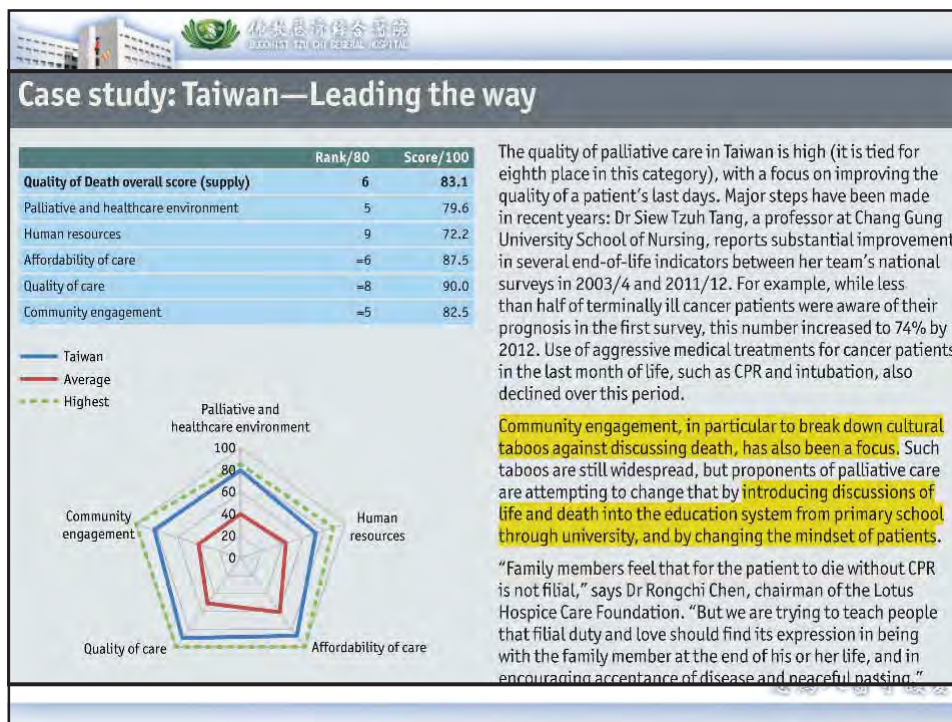 佛教慈濟綜合醫院
BUDDHIST TZU CHI GENERAL HOSPITAL
Case study: Taiwan—Leading the way
Rank/80 Score/100
Quality of Death overall score (supply) 6 83.1
Palliative and healthcare environment 5 79.6
Human resources 9 72.2
Affordability of care =6 87.5
Quality of care =8 90.0
Community engagement =5 82.5
Taiwan
Average
Highest
Palliative and
healthcare environment
100
80
60
40
20
0
Human
resources
Affordability of care
Quality of care
Community
engagement
The quality of palliative care in Taiwan is high (it is tied for
eighth place in this category), with a focus on improving the
quality of a patient's last days. Major steps have been made
in recent years: Dr Siew Tzuh Tang, a professor at Chang Gung
University School of Nursing, reports substantial improvement
in several end-of-life indicators between her team's national
surveys in 2003/4 and 2011/12. For example, while less
than half of terminally ill cancer patients were aware of their
prognosis in the first survey, this number increased to 74% by
2012. Use of aggressive medical treatments for cancer patients
in the last month of life, such as CPR and intubation, also
declined over this period.
Community engagement, in particular to break down cultural
taboos against discussing death, has also been a focus. Such
taboos are still widespread, but proponents of palliative care
are attempting to change that by introducing discussions of
life and death into the education system from primary school
through university, and by changing the mindset of patients.
"Family members feel that for the patient to die without CPR
is not filial," says Dr Rongchi Chen, chairman of the Lotus
Hospice Care Foundation. "But we are trying to teach people
that filial duty and love should find its expression in being
with the family member at the end of his or her life, and in
encouraging acceptance of disease and peaceful passing."